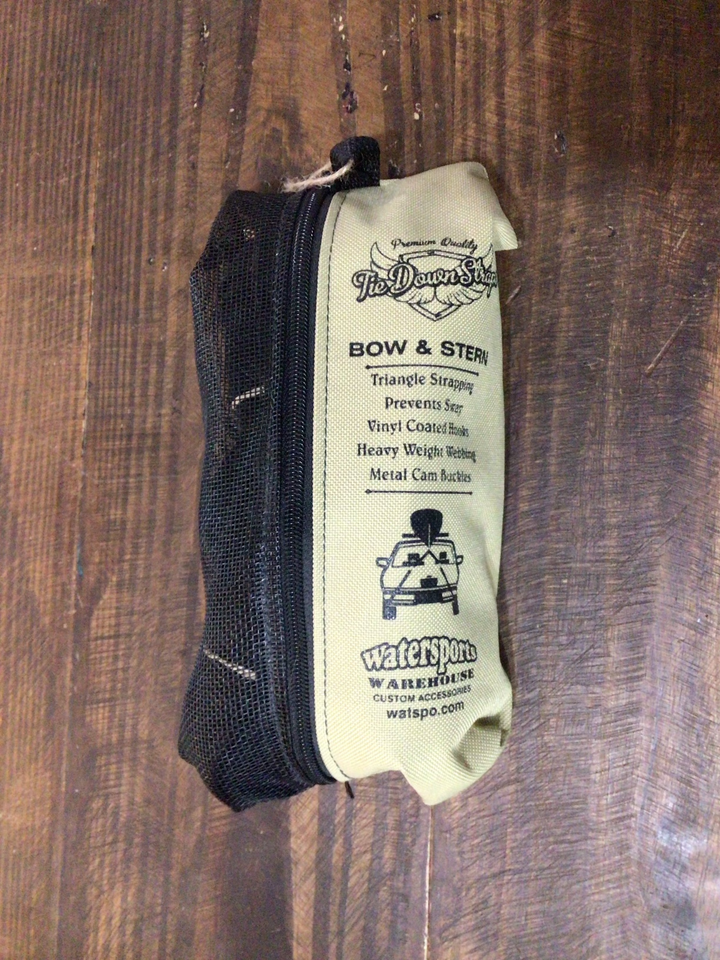 Premium Quality
Tie Down Straps
BOW & STERN
Triangle Strapping
Prevents Sway
Vinyl Coated Hooks
Heavy Weight Webbing
Metal Cam Buckles
watersports
WAREHOUSE
CUSTOM ACCESSORIES
watspo.com